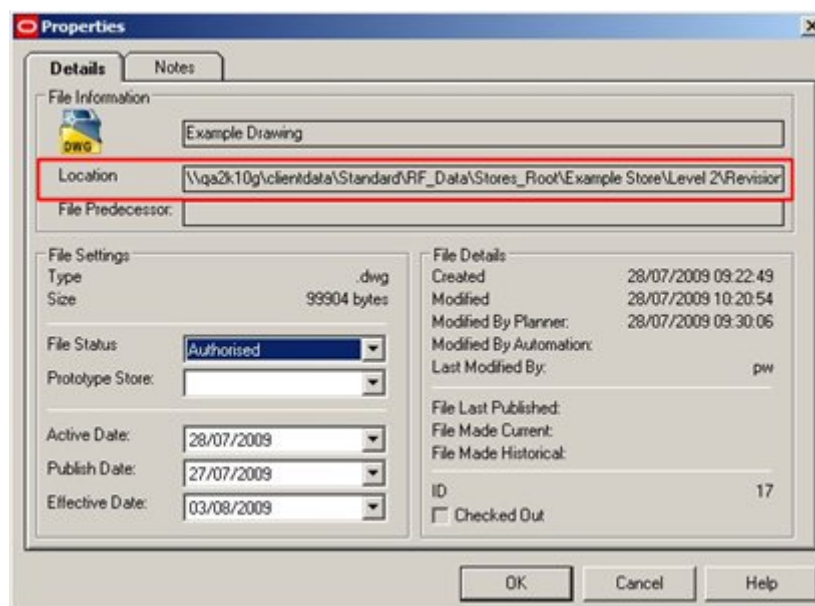 Properties
Details Notes
File Information
DWG
Example Drawing
Location \\qa2k10g\clientdata\Standard\RF_Data\Stores_Root\Example Store\Level 2\Revision
File Predecessor:
File Settings
Type .dwg
Size 99904 bytes
File Status Authorised
Prototype Store:
Active Date: 28/07/2009
Publish Date: 27/07/2009
Effective Date: 03/08/2009
File Details
Created 28/07/2009 09:22:49
Modified 28/07/2009 10:20:54
Modified By Planner: 28/07/2009 09:30:06
Modified By Automation:
Last Modified By: pw
File Last Published:
File Made Current:
File Made Historical:
ID 17
Checked Out
OK Cancel Help